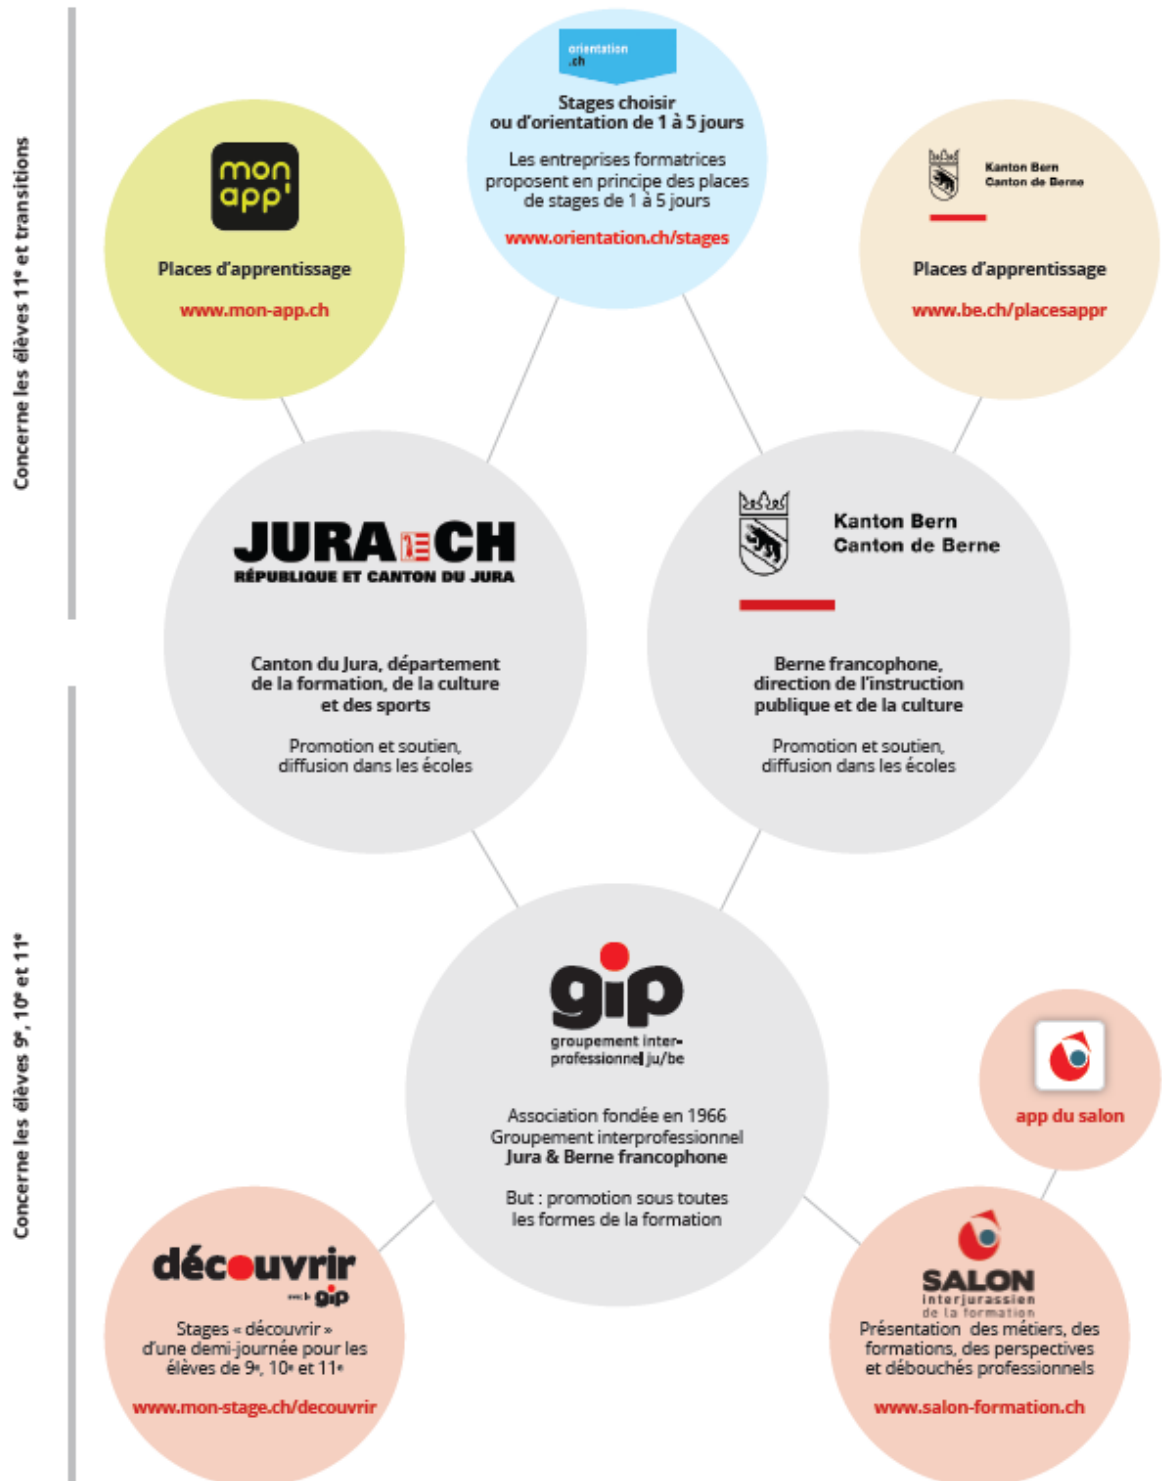 orientation
.ch
Stages choisir
ou d'orientation de 1 à 5 jours
Les entreprises formatrices
proposent en principe des places
de stages de 1 à 5 jours
www.orientation.ch/stages
mon
app'
Places d'apprentissage
www.mon-app.ch
Kanton Bern
Canton de Berne
Places d'apprentissage
www.be.ch/placesappr
Concerne les élèves 11e et transitions
JURA CH
RÉPUBLIQUE ET CANTON DU JURA
Canton du Jura, département
de la formation, de la culture
et des sports
Promotion et soutien,
diffusion dans les écoles
Kanton Bern
Canton de Berne
Berne francophone,
direction de l'instruction
publique et de la culture
Promotion et soutien,
diffusion dans les écoles
Concerne les élèves 9e, 10e et 11e
gip
groupement inter-
professionnel ju/be
Association fondée en 1966
Groupement interprofessionnel
Jura & Berne francophone
But : promotion sous toutes
les formes de la formation
app du salon
découvrir
avec le gip
Stages « découvrir »
d'une demi-journée pour les
élèves de 9e, 10e et 11e
www.mon-stage.ch/decouvrir
SALON
interjurassien
de la formation
Présentation des métiers, des
formations, des perspectives
et débouchés professionnels
www.salon-formation.ch